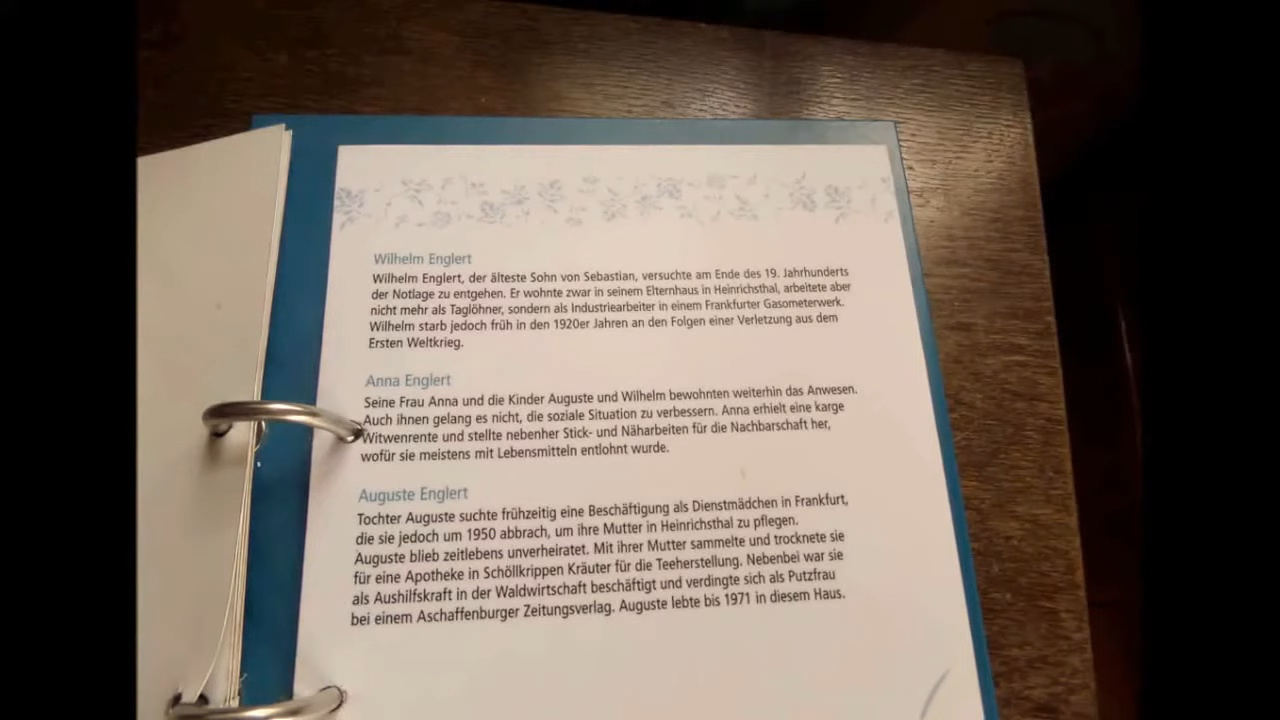 Wilhelm Englert
Wilhelm Englert, der älteste Sohn von Sebastian, versuchte am Ende des 19. Jahrhunderts
der Notlage zu entgehen. Er wohnte zwar in seinem Elternhaus in Heinrichsthal, arbeitete aber
nicht mehr als Taglöhner, sondern als Industriearbeiter in einem Frankfurter Gasometerwerk.
Wilhelm starb jedoch früh in den 1920er Jahren an den Folgen einer Verletzung aus dem
Ersten Weltkrieg.
Anna Englert
Seine Frau Anna und die Kinder Auguste und Wilhelm bewohnten weiterhin das Anwesen.
Auch ihnen gelang es nicht, die soziale Situation zu verbessern. Anna erhielt eine karge
Witwenrente und stellte nebenher Stick- und Näharbeiten für die Nachbarschaft her,
wofür sie meistens mit Lebensmitteln entlohnt wurde.
Auguste Englert
Tochter Auguste suchte frühzeitig eine Beschäftigung als Dienstmädchen in Frankfurt,
die sie jedoch um 1950 abbrach, um ihre Mutter in Heinrichsthal zu pflegen.
Auguste blieb zeitlebens unverheiratet. Mit ihrer Mutter sammelte und trocknete sie
für eine Apotheke in Schöllkrippen Kräuter für die Teeherstellung. Nebenbei war sie
als Aushilfskraft in der Waldwirtschaft beschäftigt und verdingte sich als Putzfrau
bei einem Aschaffenburger Zeitungsverlag. Auguste lebte bis 1971 in diesem Haus.